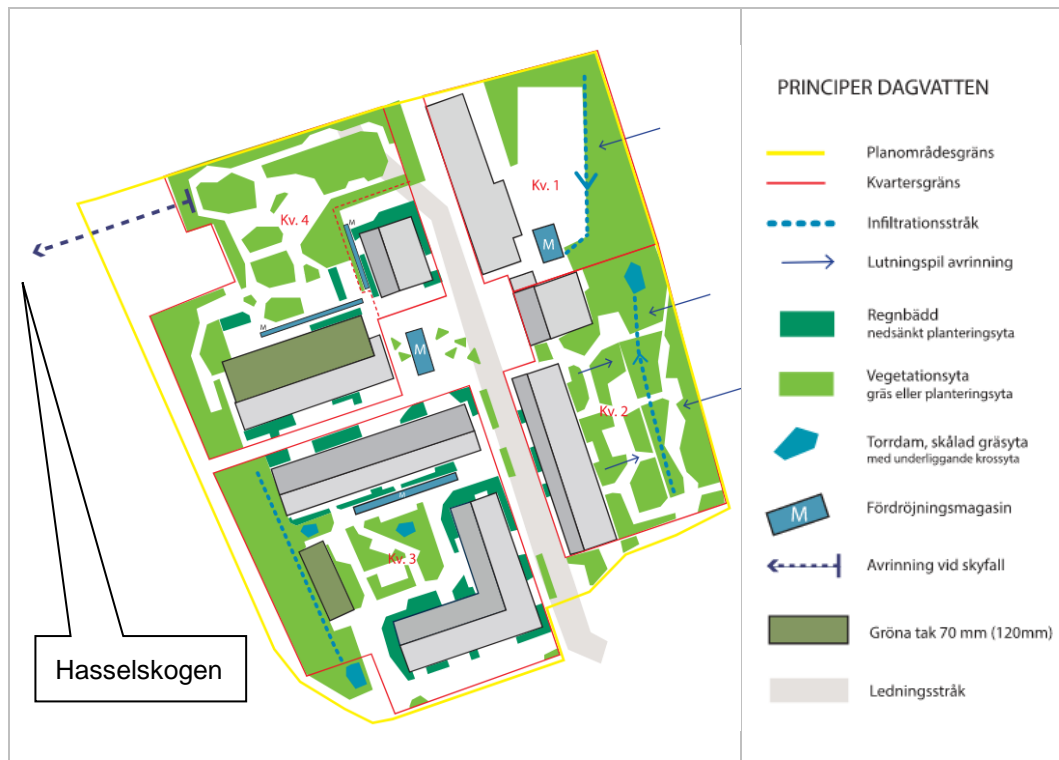 PRINCIPER DAGVATTEN
Planområdesgräns
Kvartersgräns
Infiltrationsstråk
Lutningspil avrinning
Regnbädd
nedsänkt planteringsyta
Vegetationsyta
gräs eller planteringsyta
Torrdam, skålad gräsyta
med underliggande krossyta
M
Fördröjningsmagasin
Avrinning vid skyfall
Gröna tak 70 mm (120mm)
Ledningsstråk
Kv. 1
M
Kv. 4
M
M
M
Kv. 2
M
Kv. 3
Hasselskogen